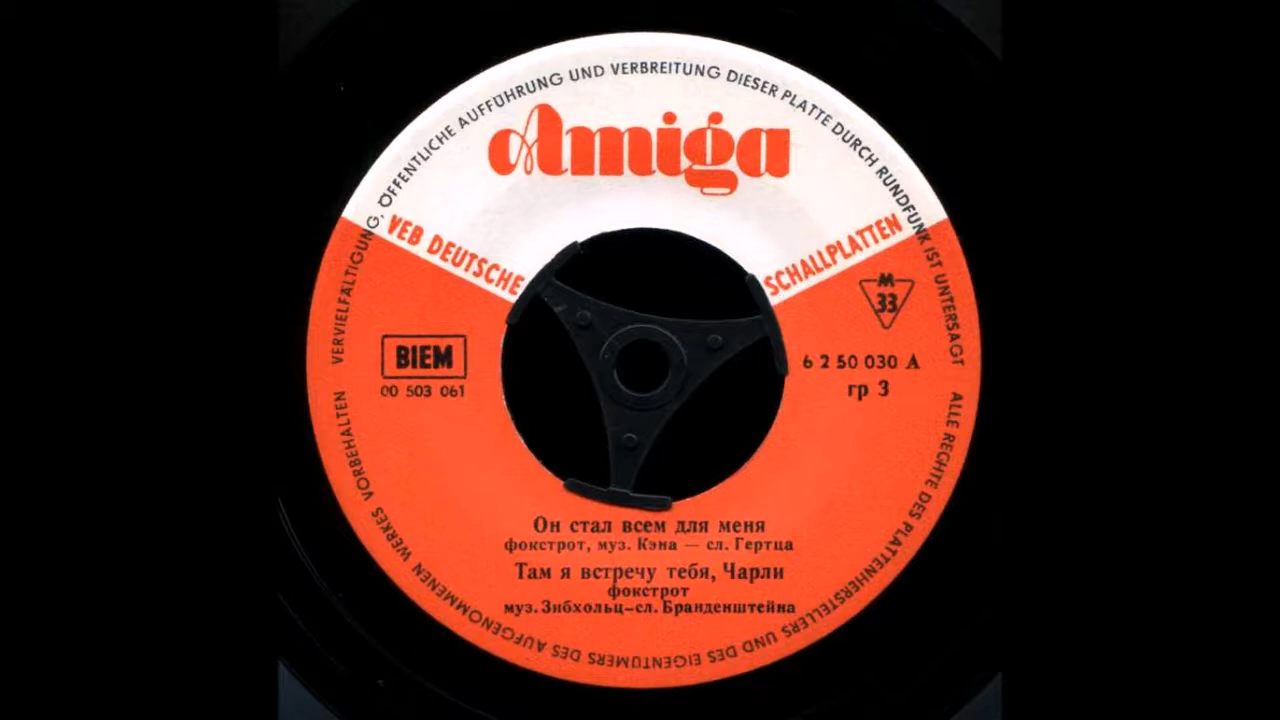 VERVIELFÄLTIGUNG, ÖFFENTLICHE AUFFÜHRUNG UND VERBREITUNG DIESER PLATTE DURCH RUNDFUNK IST UNTERSAGT
Amiga
VEB DEUTSCHE SCHALLPLATTEN
M
33
BIEM
00 503 061
6 2 50 030 A
гр 3
Он стал всем для меня
фокстрот, муз. Кэна — сл. Гертца
Там я встречу тебя, Чарли
фокстрот
муз. Зибхольц-сл. Бранденштейна
ALLE RECHTE DES PLATTENHERSTELLERS UND DES EIGENTÜMERS DES AUFGENOMMENEN WERKES VORBEHALTEN